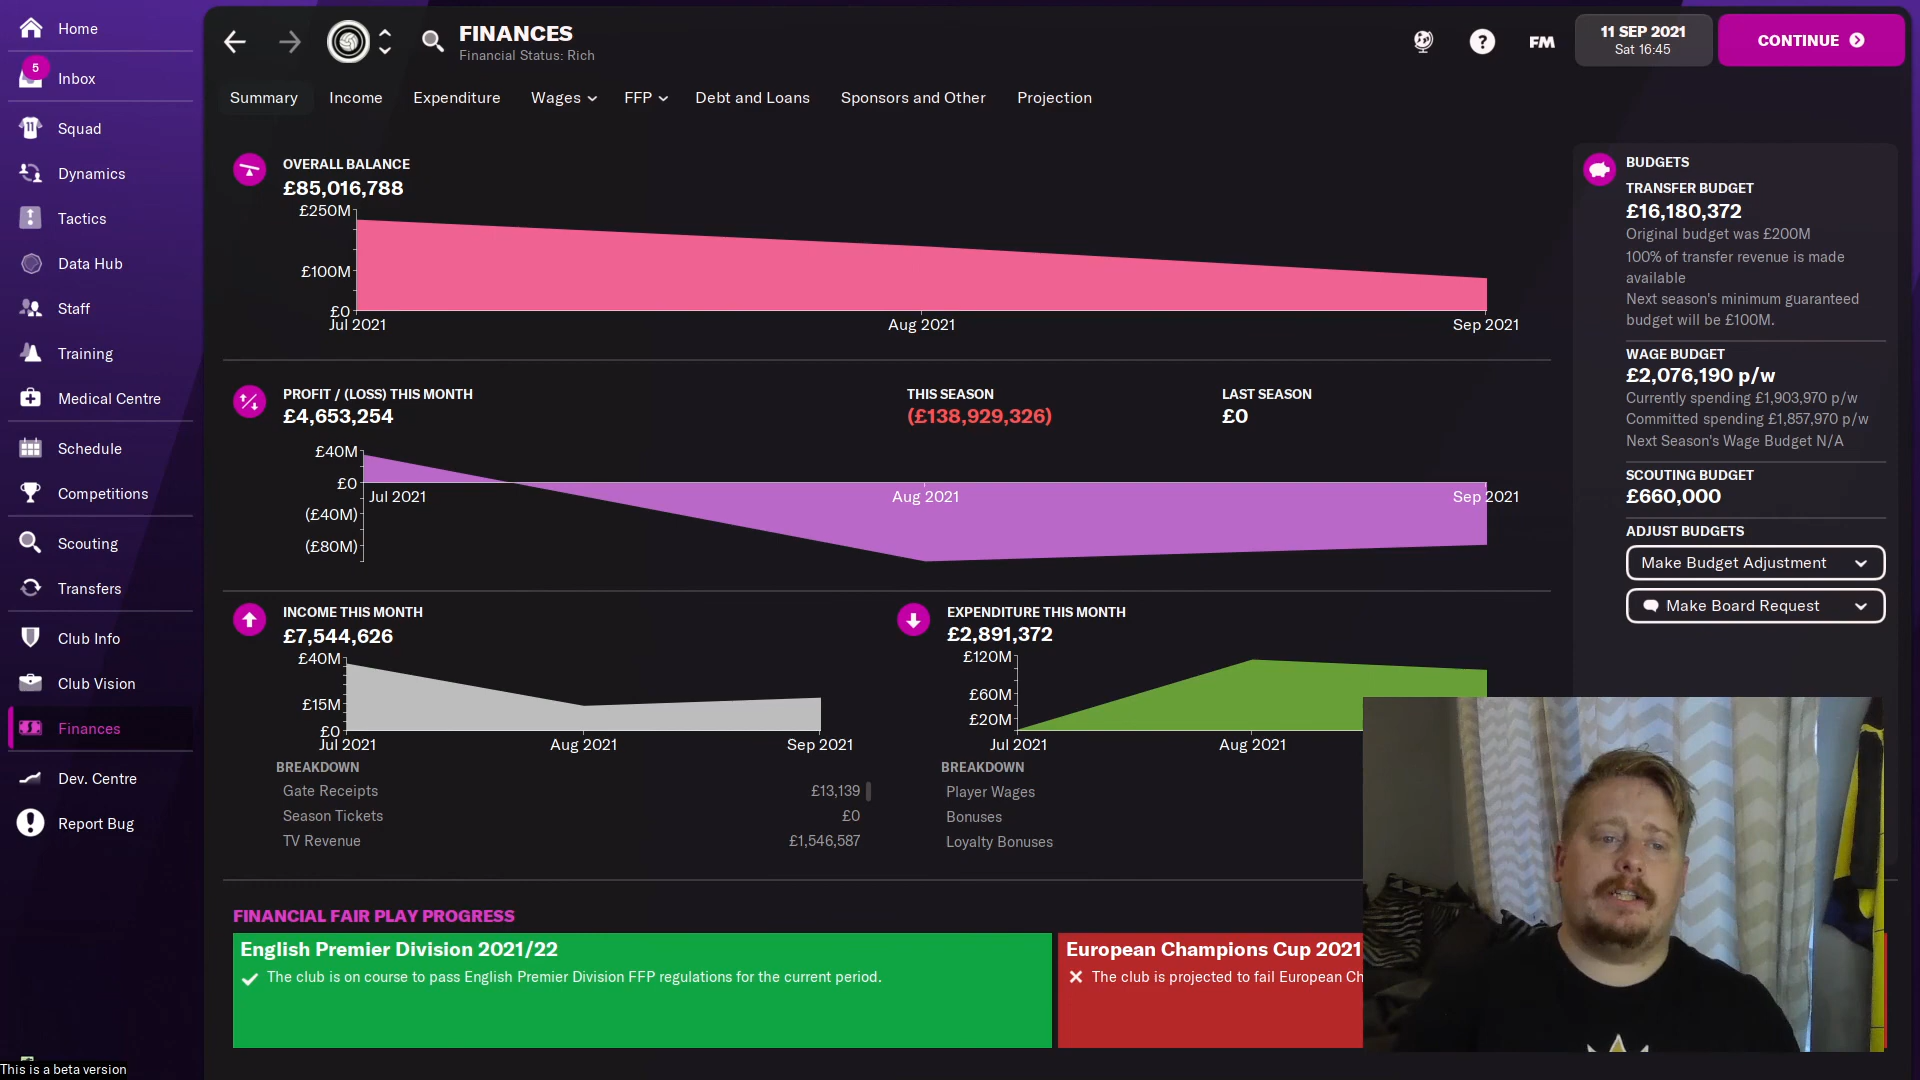 Home
5
Inbox
Squad
Dynamics
Tactics
Data Hub
Staff
Training
Medical Centre
Schedule
Competitions
Scouting
Transfers
Club Info
Club Vision
Finances
Dev. Centre
Report Bug
This is a beta version
FINANCES
Financial Status: Rich
FM
11 SEP 2021
Sat 16:45
CONTINUE
Summary Income Expenditure Wages FFP Debt and Loans Sponsors and Other Projection
OVERALL BALANCE
£85,016,788
£250M
£100M
£0
Jul 2021 Aug 2021 Sep 2021
PROFIT / (LOSS) THIS MONTH
£4,653,254
THIS SEASON
(£138,929,326)
LAST SEASON
£0
£40M
£0
(£40M)
(£80M)
Jul 2021 Aug 2021 Sep 2021
INCOME THIS MONTH
£7,544,626
£40M
£15M
£0
Jul 2021 Aug 2021 Sep 2021
BREAKDOWN
Gate Receipts £13,139
Season Tickets £0
TV Revenue £1,546,587
EXPENDITURE THIS MONTH
£2,891,372
£120M
£60M
£20M
Jul 2021 Aug 2021
BREAKDOWN
Player Wages
Bonuses
Loyalty Bonuses
FINANCIAL FAIR PLAY PROGRESS
English Premier Division 2021/22
The club is on course to pass English Premier Division FFP regulations for the current period.
European Champions Cup 2021
The club is projected to fail European Ch
BUDGETS
TRANSFER BUDGET
£16,180,372
Original budget was £200M
100% of transfer revenue is made
available
Next season's minimum guaranteed
budget will be £100M.
WAGE BUDGET
£2,076,190 p/w
Currently spending £1,903,970 p/w
Committed spending £1,857,970 p/w
Next Season's Wage Budget N/A
SCOUTING BUDGET
£660,000
ADJUST BUDGETS
Make Budget Adjustment
Make Board Request